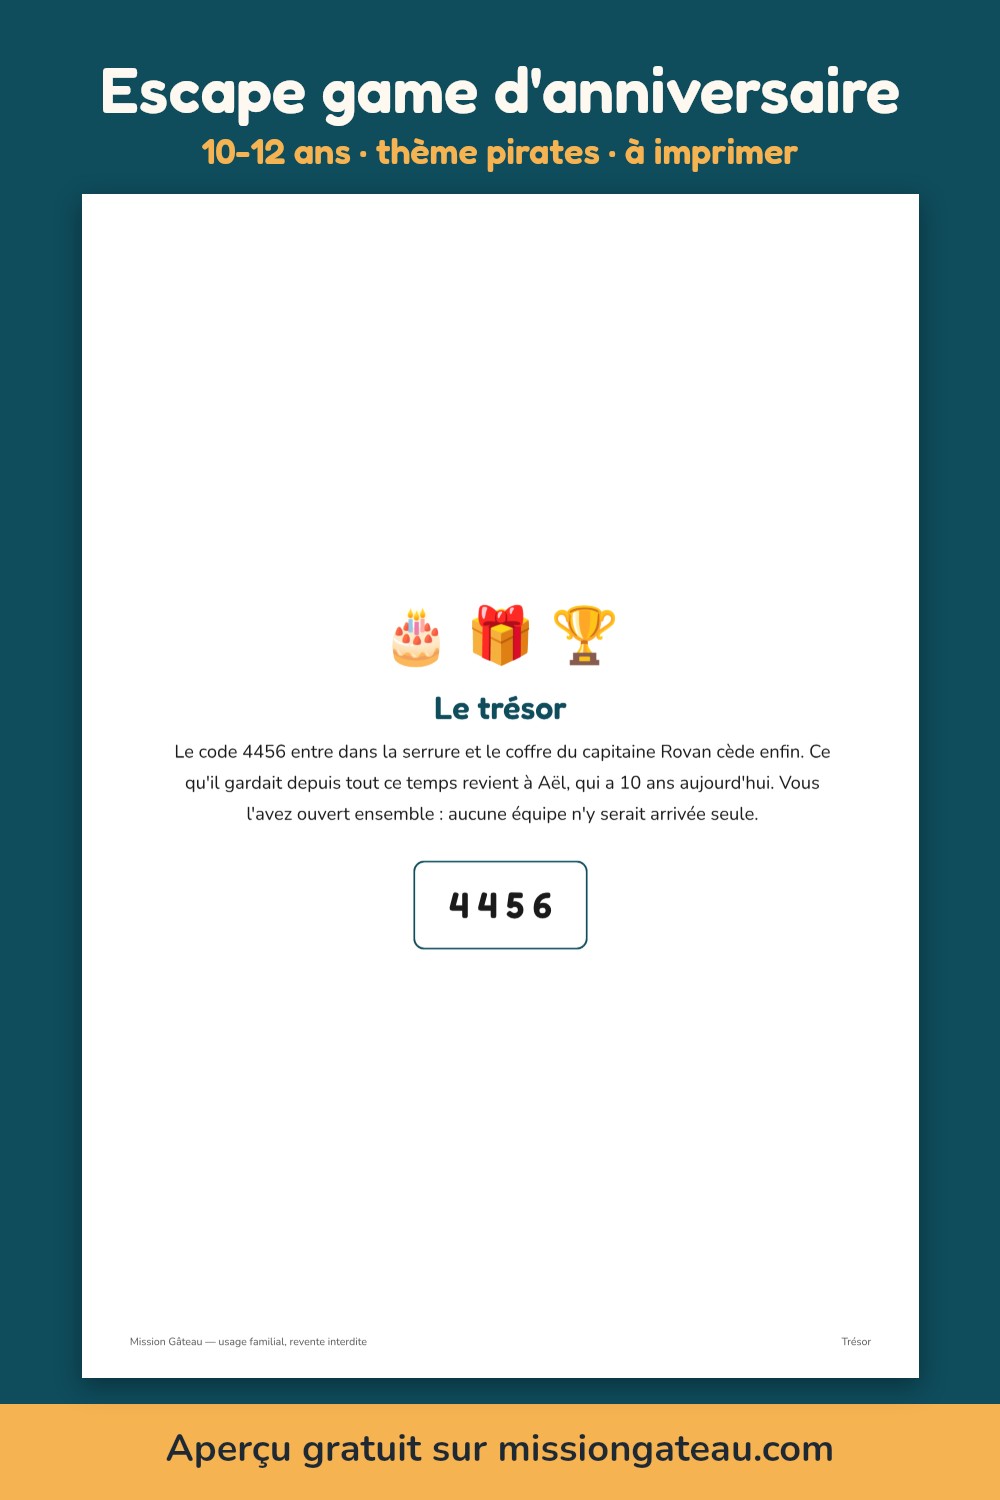 Escape game d'anniversaire
10-12 ans · thème pirates · à imprimer
Le trésor
Le code 4456 entre dans la serrure et le coffre du capitaine Rovan cède enfin. Ce
qu'il gardait depuis tout ce temps revient à Aël, qui a 10 ans aujourd'hui. Vous
l'avez ouvert ensemble : aucune équipe n'y serait arrivée seule.
4456
Mission Gâteau — usage familial, revente interdite
Trésor
Aperçu gratuit sur missiongateau.com